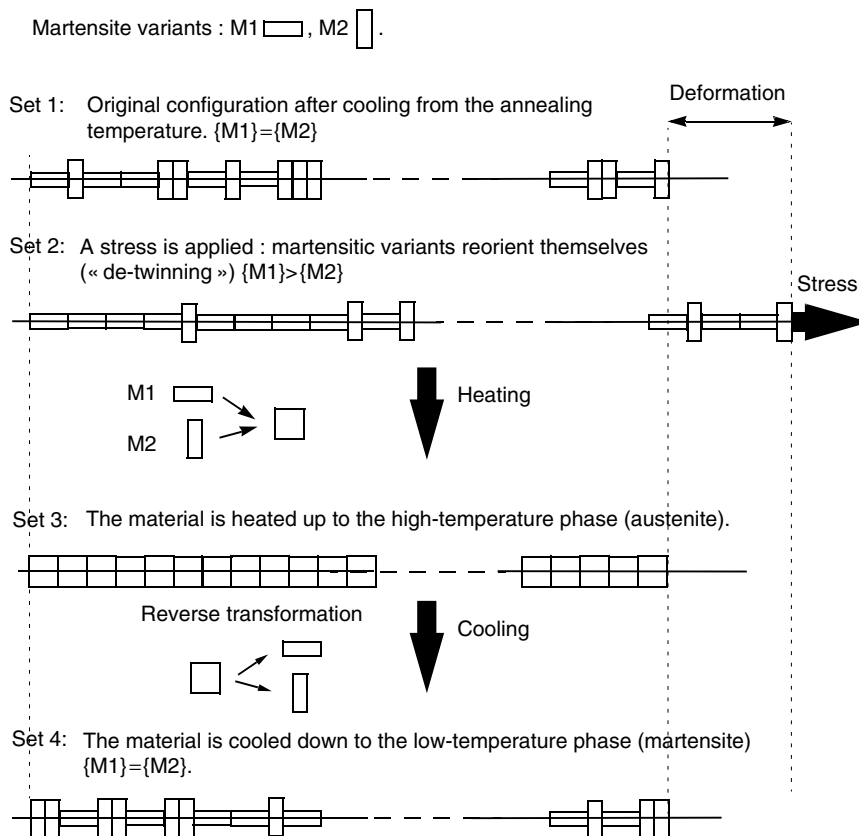 Martensite variants : M1 , M2 .
Set 1: Original configuration after cooling from the annealing
temperature. {M1}={M2}
Deformation
Set 2: A stress is applied : martensitic variants reorient themselves
(« de-twinning ») {M1}>{M2}
Stress
M1
M2
Heating
Set 3: The material is heated up to the high-temperature phase (austenite).
Reverse transformation
Cooling
Set 4: The material is cooled down to the low-temperature phase (martensite)
{M1}={M2}.